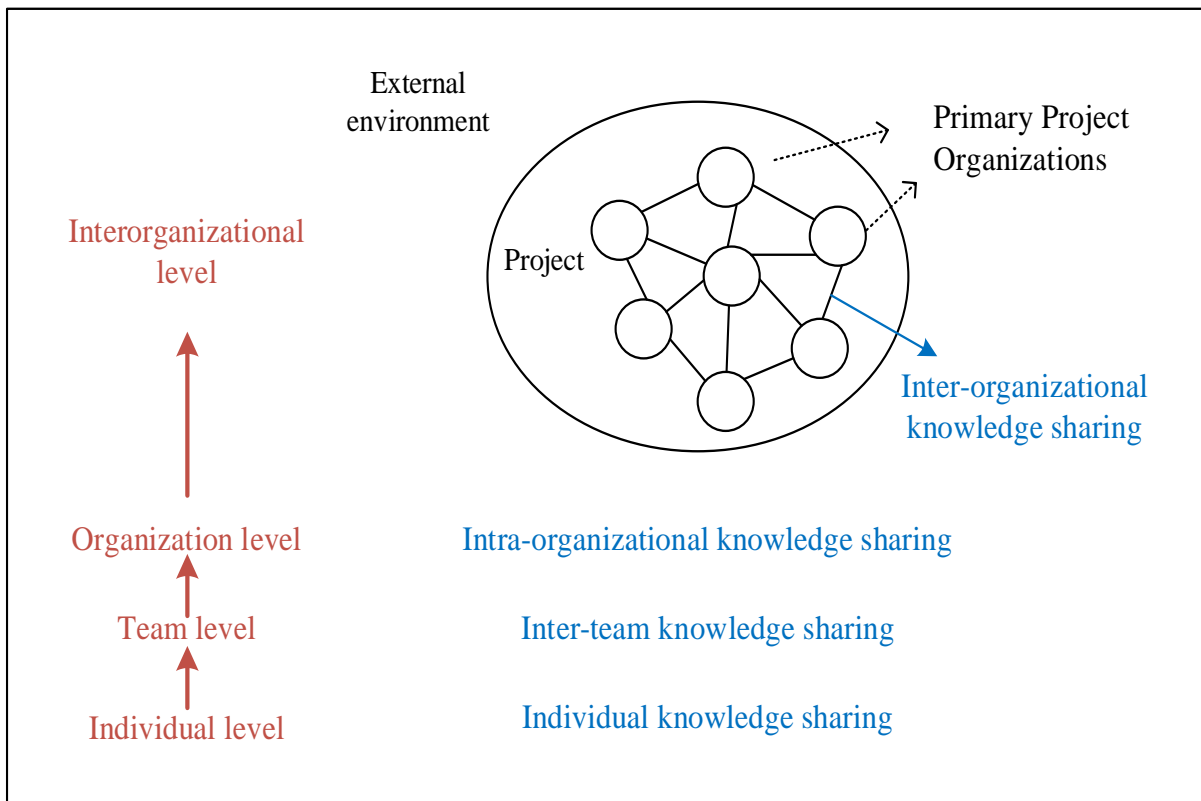 External
environment
Primary Project
Organizations
Interorganizational
level
Project
Inter-organizational
knowledge sharing
Organization level
Intra-organizational knowledge sharing
Team level
Inter-team knowledge sharing
Individual level
Individual knowledge sharing